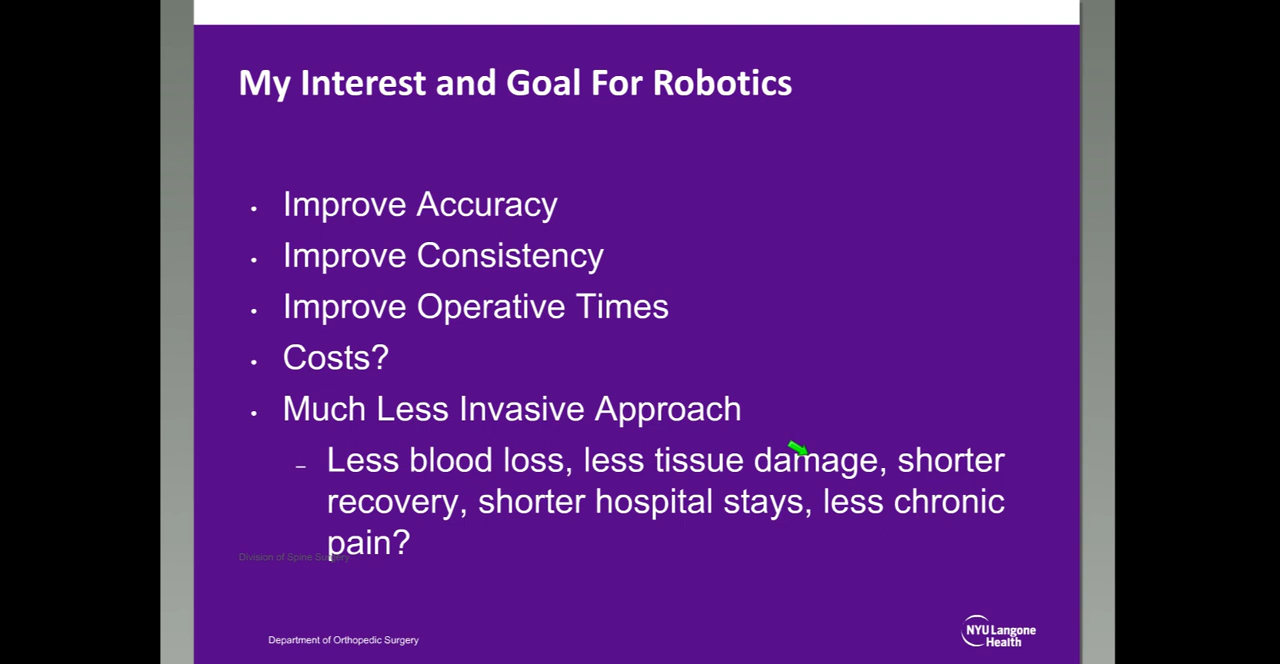 My Interest and Goal For Robotics
• Improve Accuracy
• Improve Consistency
• Improve Operative Times
• Costs?
• Much Less Invasive Approach
– Less blood loss, less tissue damage, shorter
recovery, shorter hospital stays, less chronic
pain?
Division of Spine Surgery
Department of Orthopedic Surgery
NYU Langone
Health